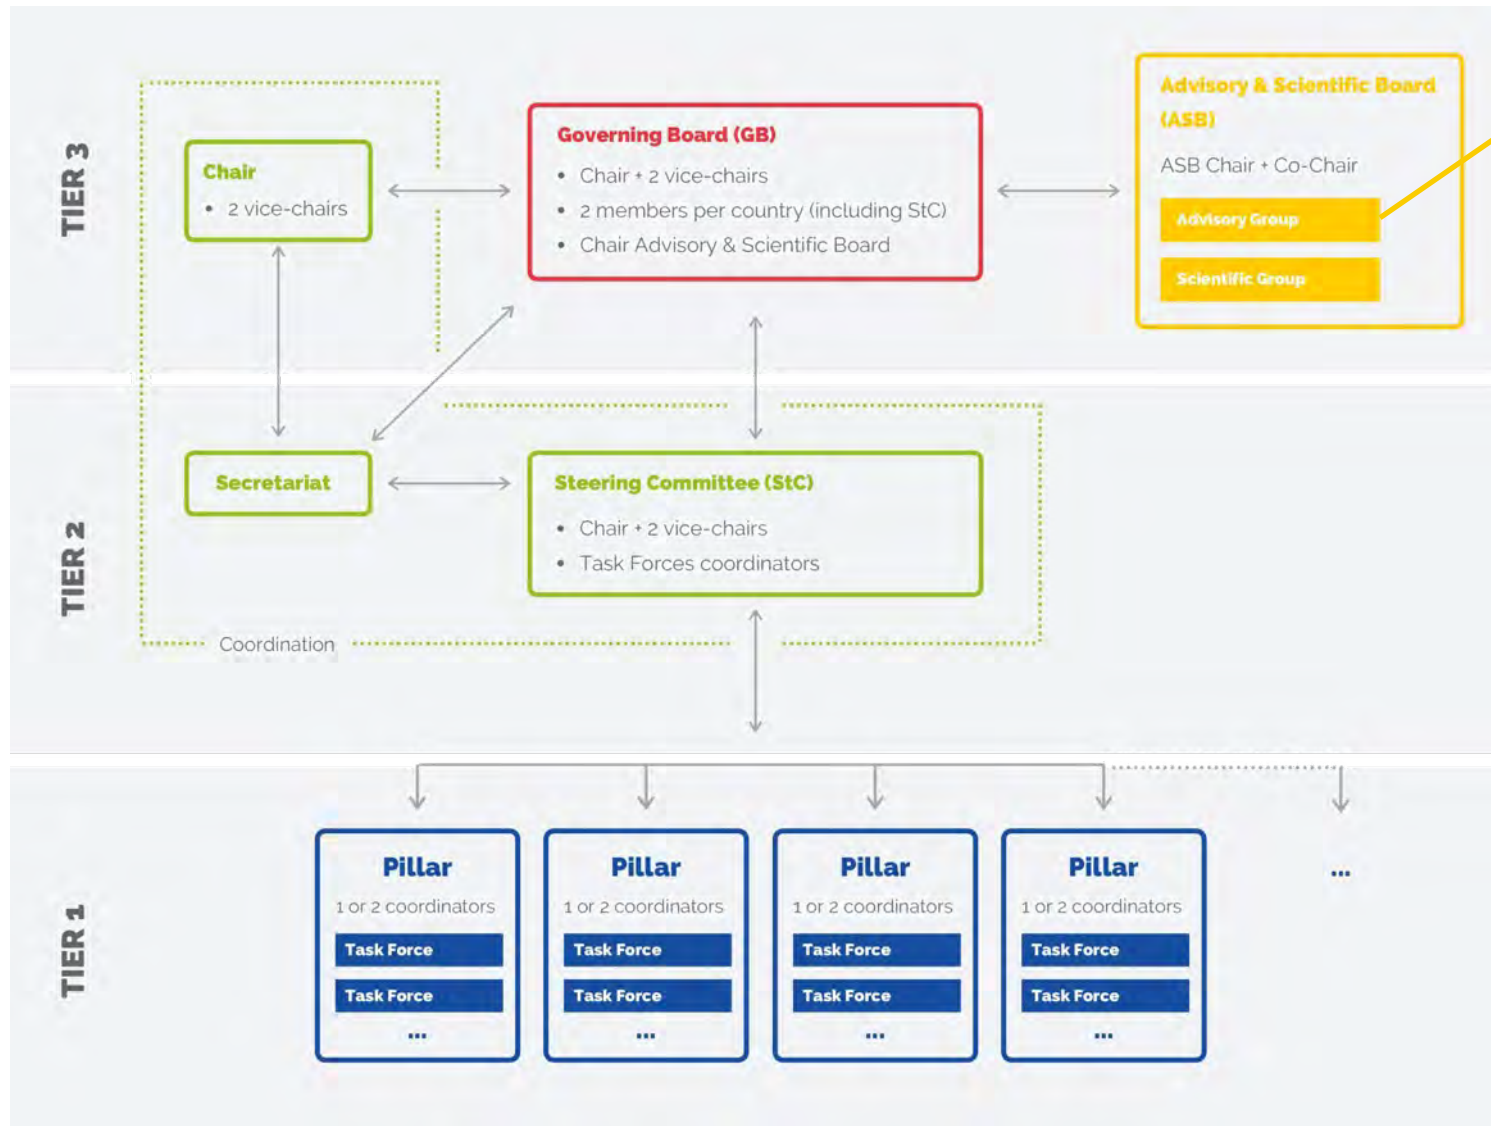 TIER 3
Chair
• 2 vice-chairs
Governing Board (GB)
• Chair + 2 vice-chairs
• 2 members per country (including StC)
• Chair Advisory & Scientific Board
Advisory & Scientific Board
(ASB)
ASB Chair + Co-Chair
Advisory Group
Scientific Group
TIER 2
Secretariat
Steering Committee (StC)
• Chair + 2 vice-chairs
• Task Forces coordinators
Coordination
TIER 1
Pillar
1 or 2 coordinators
Task Force
Task Force
...
Pillar
1 or 2 coordinators
Task Force
Task Force
...
Pillar
1 or 2 coordinators
Task Force
Task Force
...
Pillar
1 or 2 coordinators
Task Force
Task Force
...
...